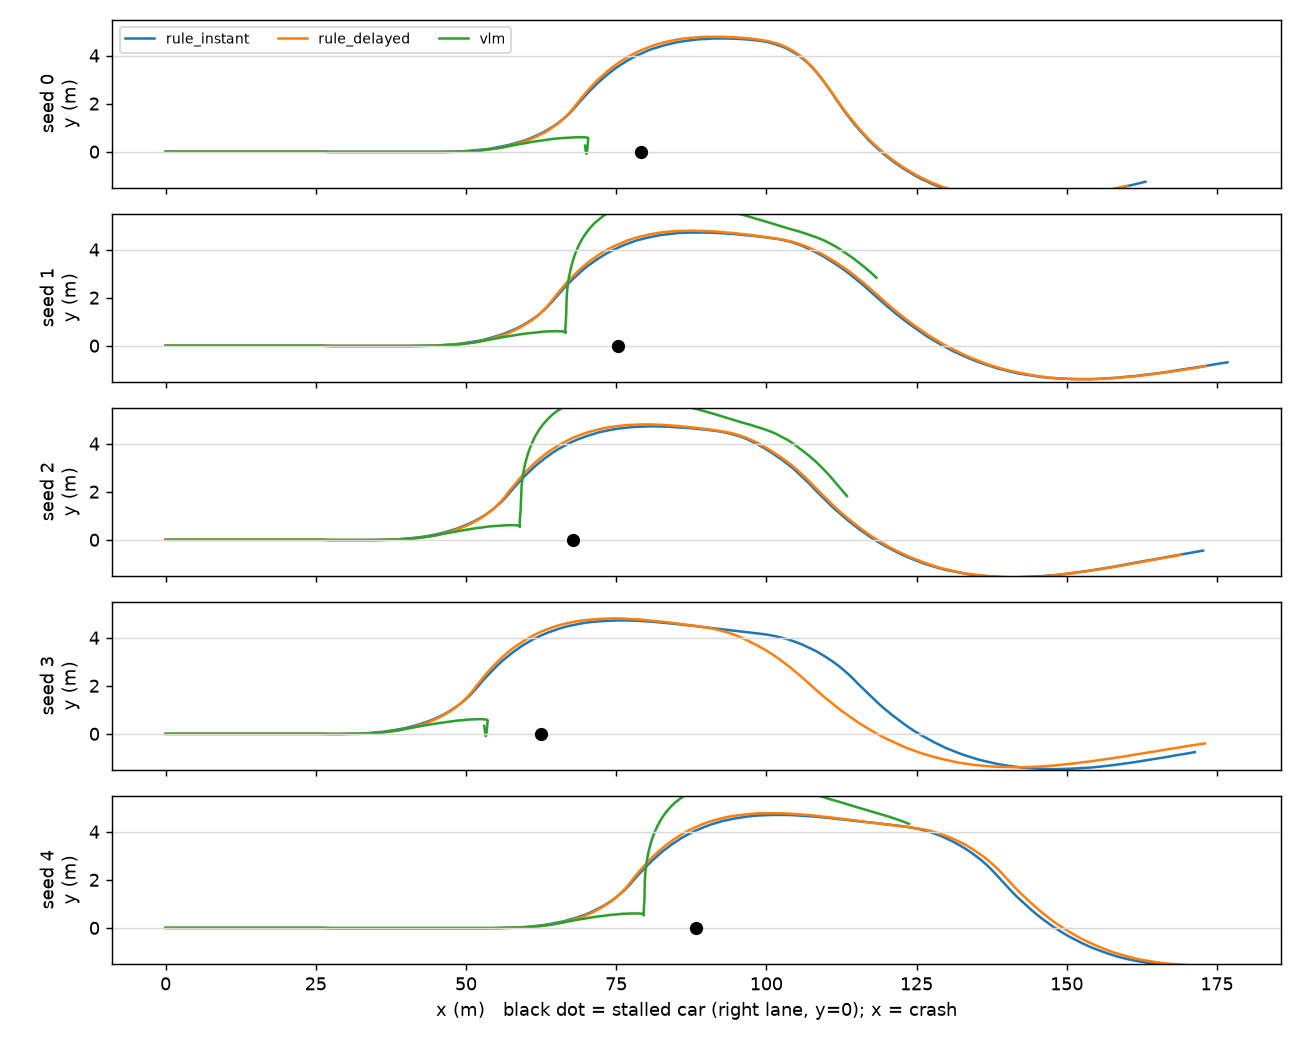 rule_instant rule_delayed vlm
seed 0
y (m)
4
2
0
seed 1
y (m)
4
2
0
seed 2
y (m)
4
2
0
seed 3
y (m)
4
2
0
seed 4
y (m)
4
2
0
0 25 50 75 100 125 150 175
x (m) black dot = stalled car (right lane, y=0); x = crash